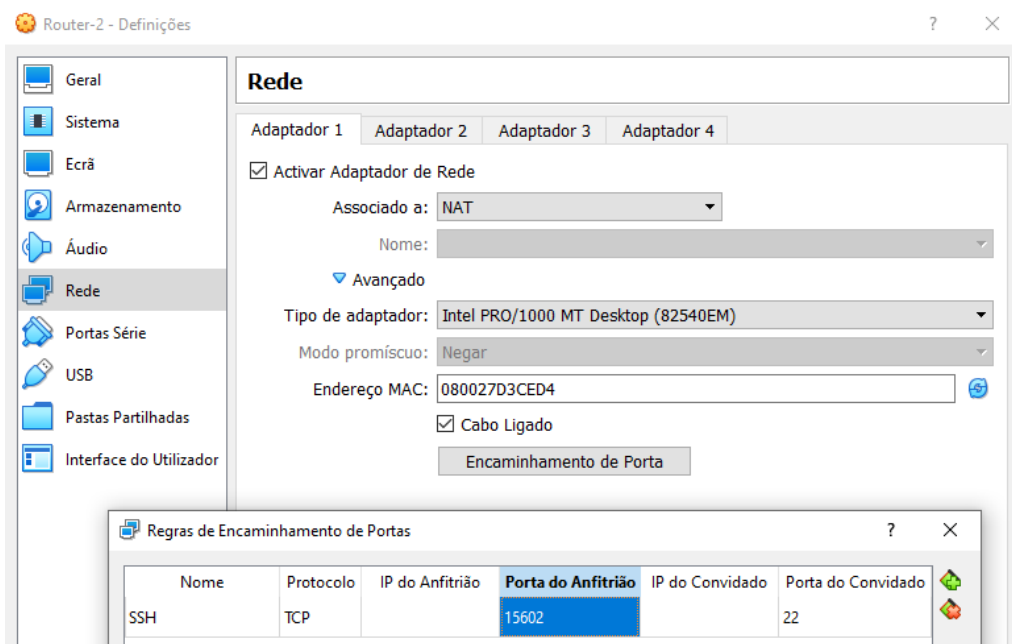 Router-2 - Definições
?
Geral
Sistema
Ecrã
Armazenamento
Áudio
Rede
Portas Série
USB
Pastas Partilhadas
Interface do Utilizador
Rede
Adaptador 1 Adaptador 2 Adaptador 3 Adaptador 4
Activar Adaptador de Rede
Associado a: NAT
Nome:
Avançado
Tipo de adaptador: Intel PRO/1000 MT Desktop (82540EM)
Modo promíscuo: Negar
Endereço MAC: 080027D3CED4
Cabo Ligado
Encaminhamento de Porta
Regras de Encaminhamento de Portas ?
Nome Protocolo IP do Anfitrião Porta do Anfitrião IP do Convidado Porta do Convidado
SSH TCP 15602 22